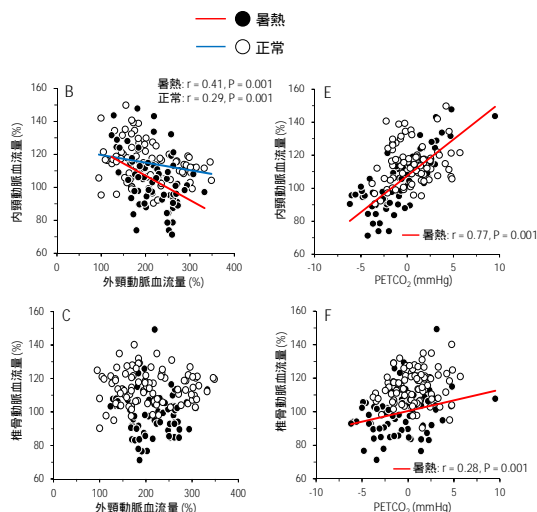 暑熱
正常
暑熱: r = 0.41, P = 0.001
正常: r = 0.29, P = 0.001
B
160
140
120
100
80
60
内頸動脈血流量 (%)
0
100
200
300
400
外頸動脈血流量 (%)
E
160
140
120
100
80
60
内頸動脈血流量 (%)
暑熱: r = 0.77, P = 0.001
-10
-5
0
5
10
PETCO₂ (mmHg)
C
160
140
120
100
80
60
椎骨動脈血流量 (%)
0
100
200
300
400
外頸動脈血流量 (%)
F
160
140
120
100
80
60
椎骨動脈血流量 (%)
暑熱: r = 0.28, P = 0.001
-10
-5
0
5
10
PETCO₂ (mmHg)